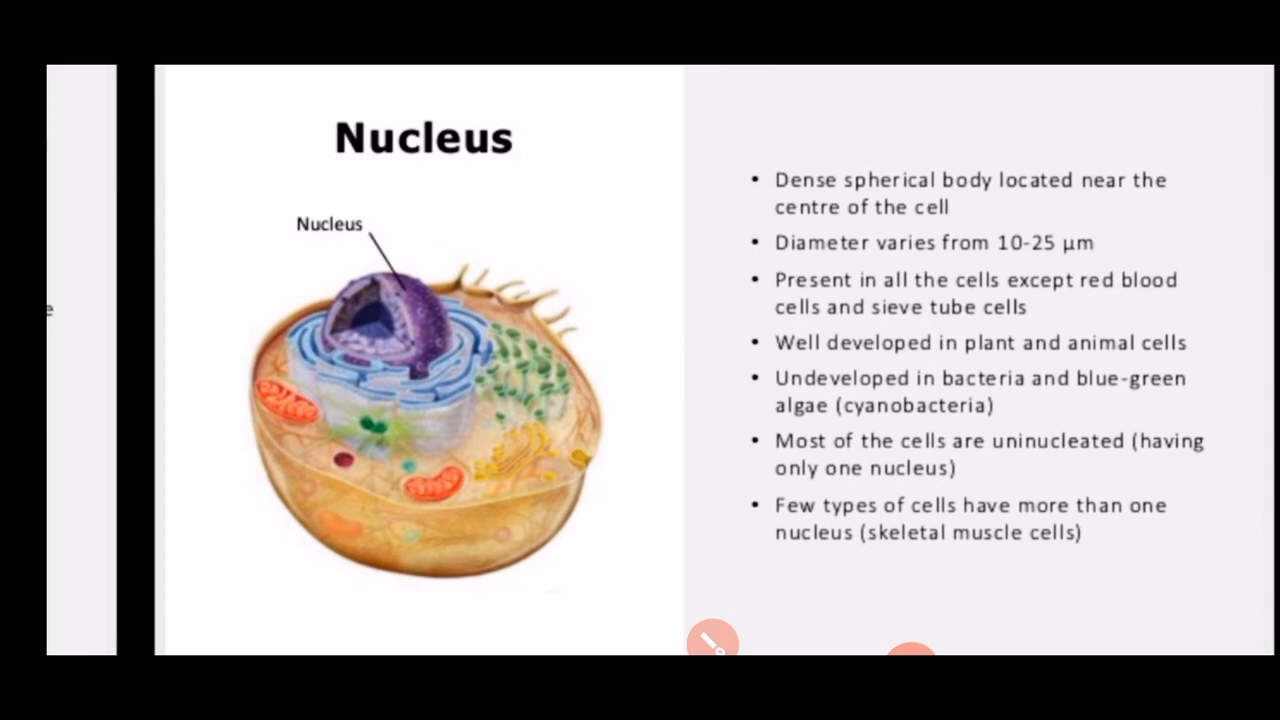 Nucleus
Nucleus
• Dense spherical body located near the
centre of the cell
• Diameter varies from 10-25 µm
• Present in all the cells except red blood
cells and sieve tube cells
• Well developed in plant and animal cells
• Undeveloped in bacteria and blue-green
algae (cyanobacteria)
• Most of the cells are uninucleated (having
only one nucleus)
• Few types of cells have more than one
nucleus (skeletal muscle cells)